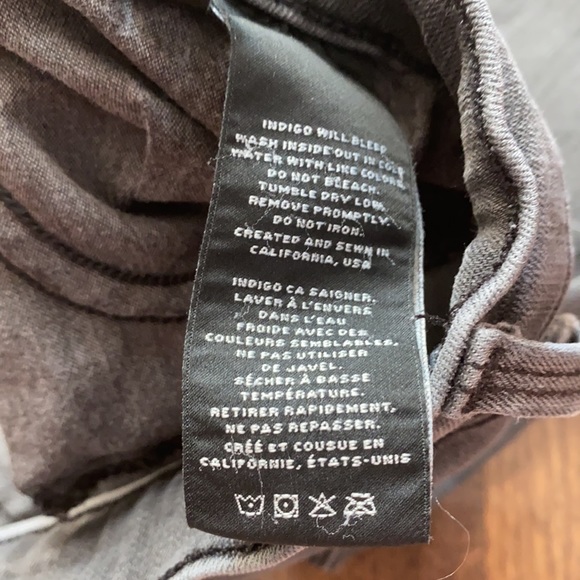 INDIGO WILL BLEED
WASH INSIDE OUT IN COLD
WATER WITH LIKE COLORS.
DO NOT BLEACH.
TUMBLE DRY LOW.
REMOVE PROMPTLY.
DO NOT IRON.
CREATED AND SEWN IN
CALIFORNIA, USA
INDIGO CA SAIGNER.
LAVER À L'ENVERS
DANS L'EAU
FROIDE AVEC DES
COULEURS SEMBLABLES.
NE PAS UTILISER
DE JAVEL.
SÉCHER À BASSE
TEMPÉRATURE.
RETIRER RAPIDEMENT,
NE PAS REPASSER.
CRÉÉ ET COUSUE EN
CALIFORNIE, ÉTATS-UNIS